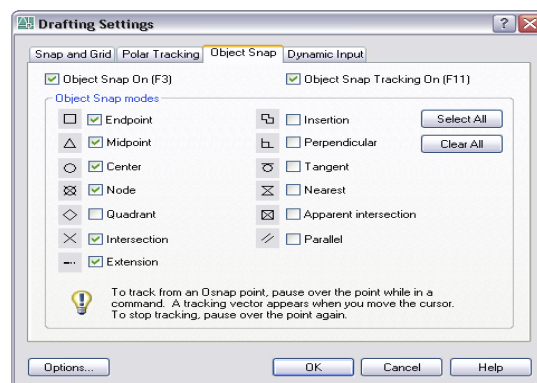 Drafting Settings
Snap and Grid Polar Tracking Object Snap Dynamic Input
Object Snap On (F3) Object Snap Tracking On (F11)
Object Snap modes
Endpoint Insertion Select All
Midpoint Perpendicular Clear All
Center Tangent
Node Nearest
Quadrant Apparent intersection
Intersection Parallel
Extension
To track from an Osnap point, pause over the point while in a
command. A tracking vector appears when you move the cursor.
To stop tracking, pause over the point again.
Options... OK Cancel Help